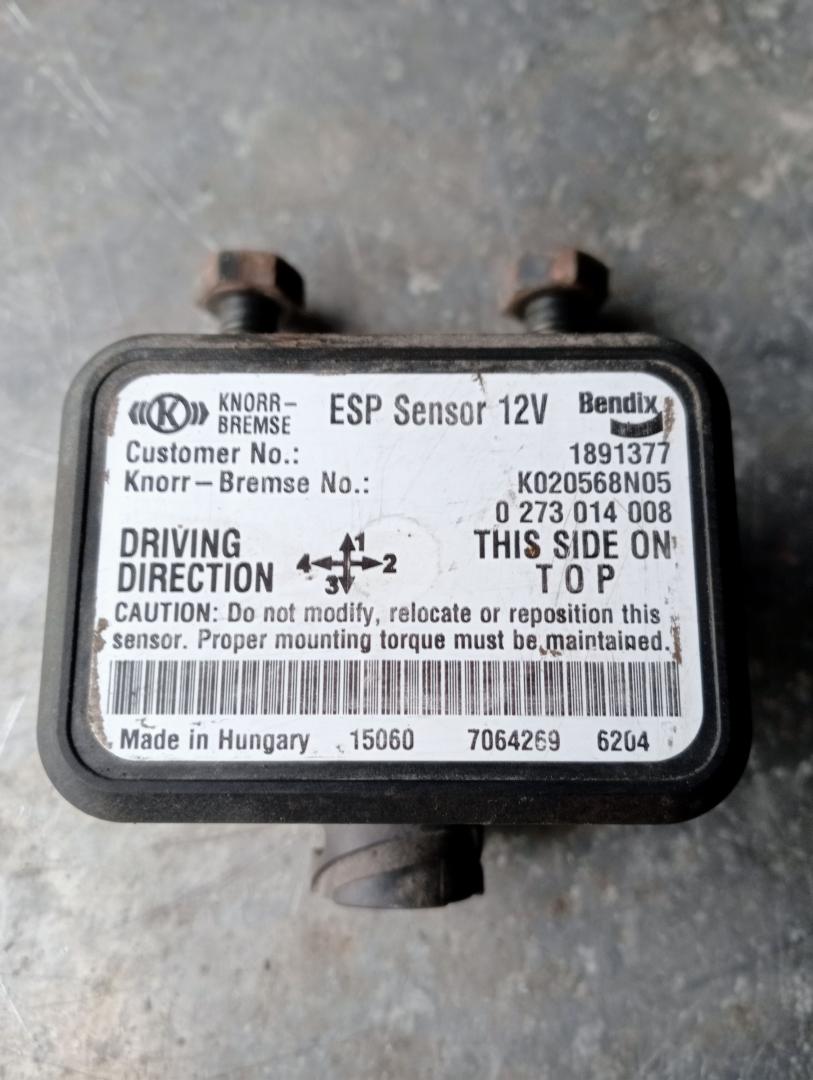 ((K)) KNORR-BREMSE ESP Sensor 12V Bendix
Customer No.: 1891377
Knorr-Bremse No.: K020568N05
0 273 014 008
DRIVING DIRECTION 1 2 3 4 THIS SIDE ON TOP
CAUTION: Do not modify, relocate or reposition this
sensor. Proper mounting torque must be maintained.
Made in Hungary 15060 7064269 6204